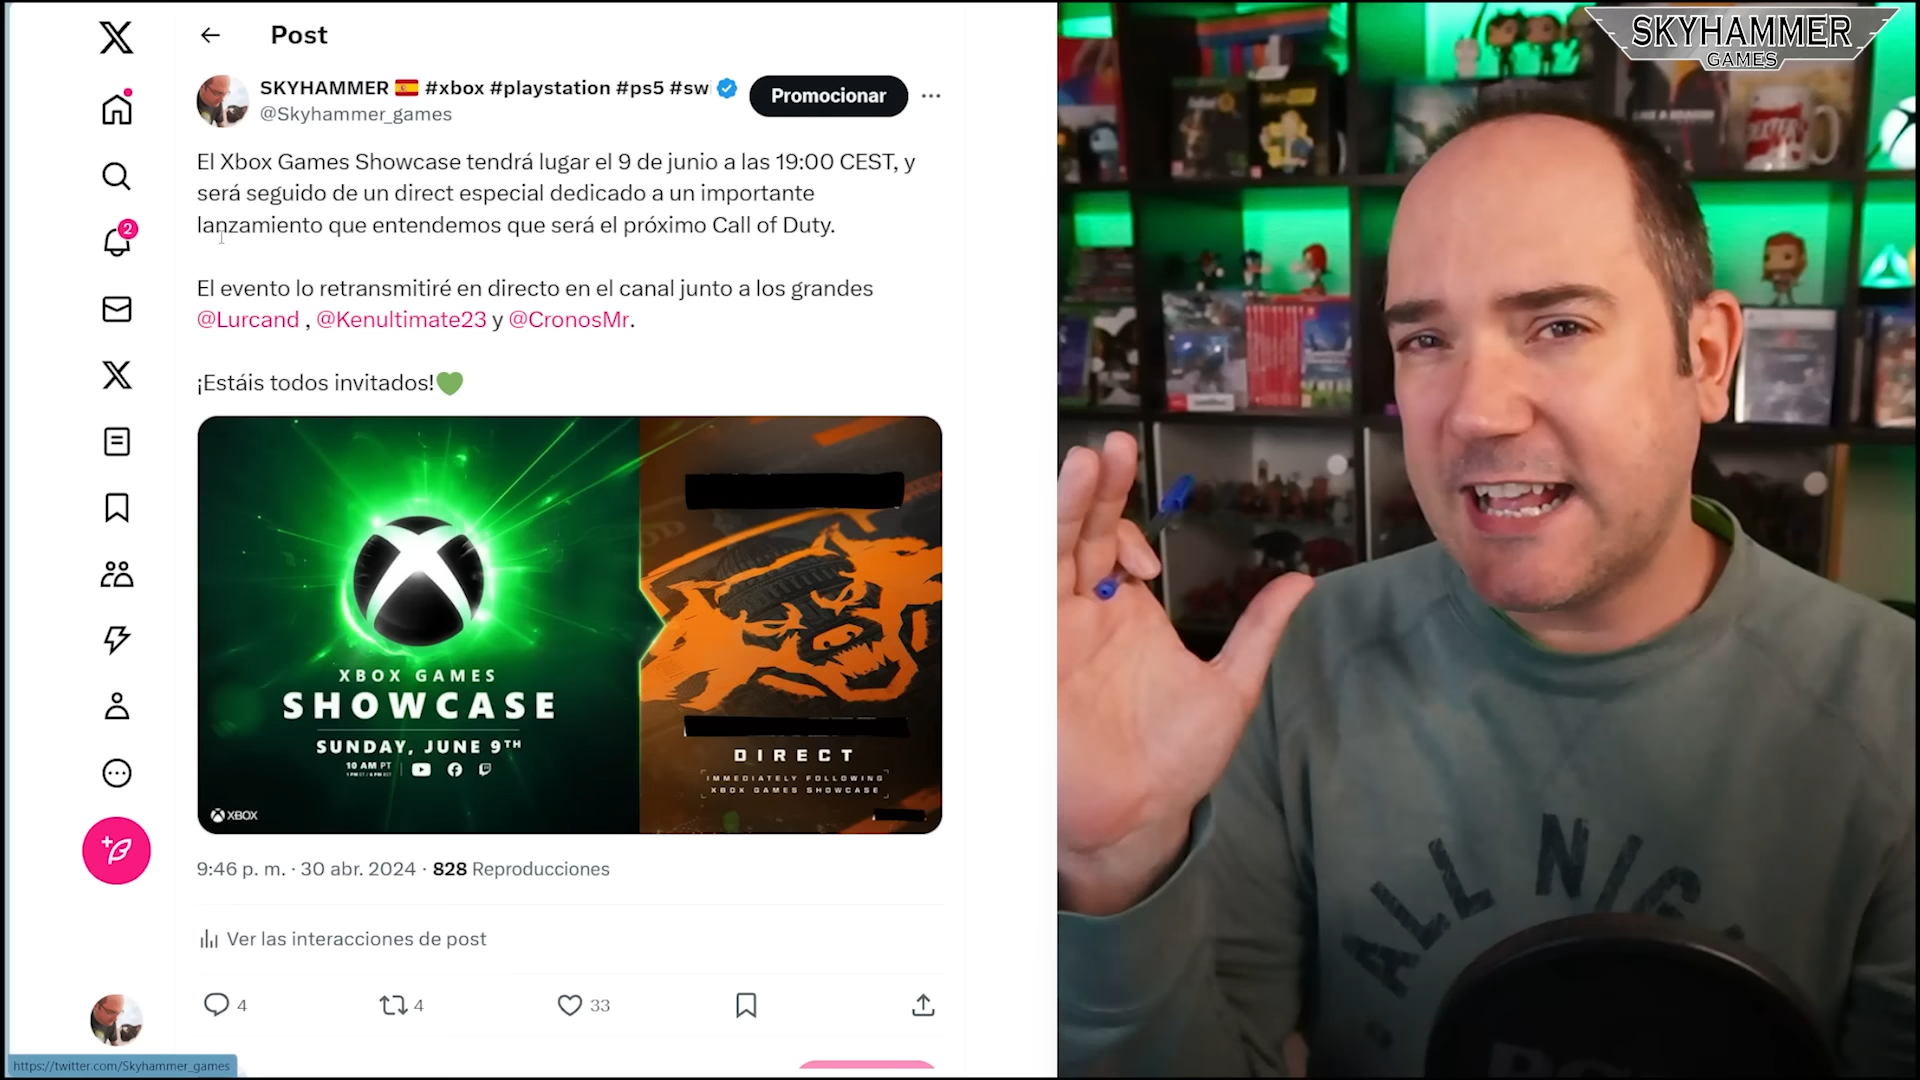 Post
SKYHAMMER 🇪🇸 #xbox #playstation #ps5 #sw
@Skyhammer_games
Promocionar
El Xbox Games Showcase tendrá lugar el 9 de junio a las 19:00 CEST, y
será seguido de un direct especial dedicado a un importante
lanzamiento que entendemos que será el próximo Call of Duty.
El evento lo retransmitiré en directo en el canal junto a los grandes
@Lurcand , @Kenultimate23 y @CronosMr.
¡Estáis todos invitados!💚
XBOX GAMES
SHOWCASE
SUNDAY, JUNE 9TH
10 AM PT
XBOX
DIRECT
IMMEDIATELY FOLLOWING
XBOX GAMES SHOWCASE
9:46 p. m. · 30 abr. 2024 · 828 Reproducciones
Ver las interacciones de post
4
4
33
2
https://twitter.com/Skyhammer_games
SKYHAMMER
GAMES
ALL NIG